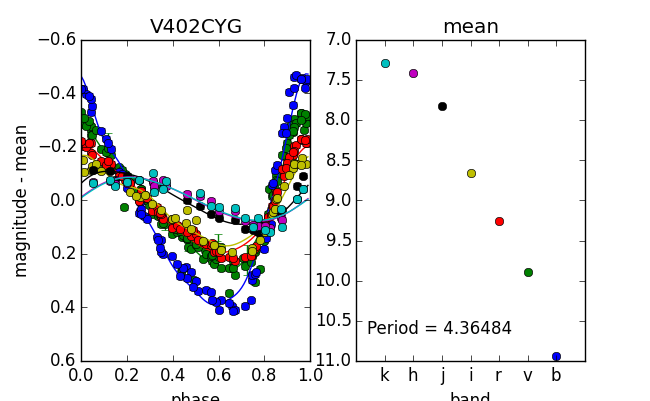 V402CYG
mean
−0.6
−0.4
−0.2
0.0
0.2
0.4
0.6
magnitude - mean
0.0 0.2 0.4 0.6 0.8 1.0
phase
7.0
7.5
8.0
8.5
9.0
9.5
10.0
10.5
11.0
Period = 4.36484
k h j i r v b
band